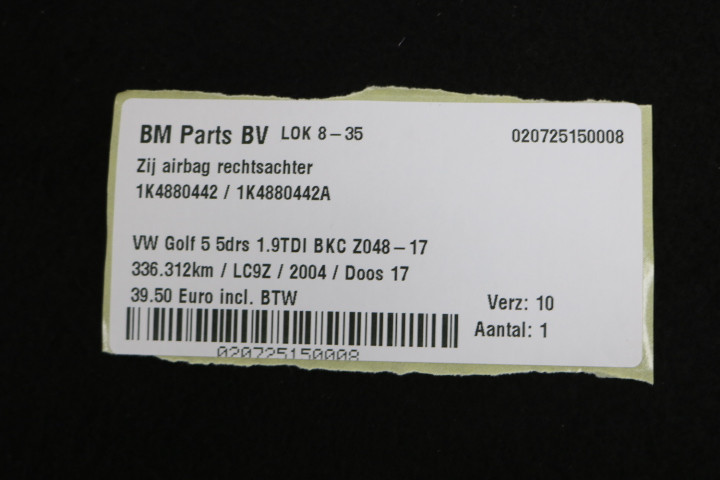 BM Parts BV LOK 8-35 020725150008
Zij airbag rechtsachter
1K4880442 / 1K4880442A
VW Golf 5 5drs 1.9TDI BKC Z048-17
336.312km / LC9Z / 2004 / Doos 17
39.50 Euro incl. BTW Verz: 10
Aantal: 1
020725150008